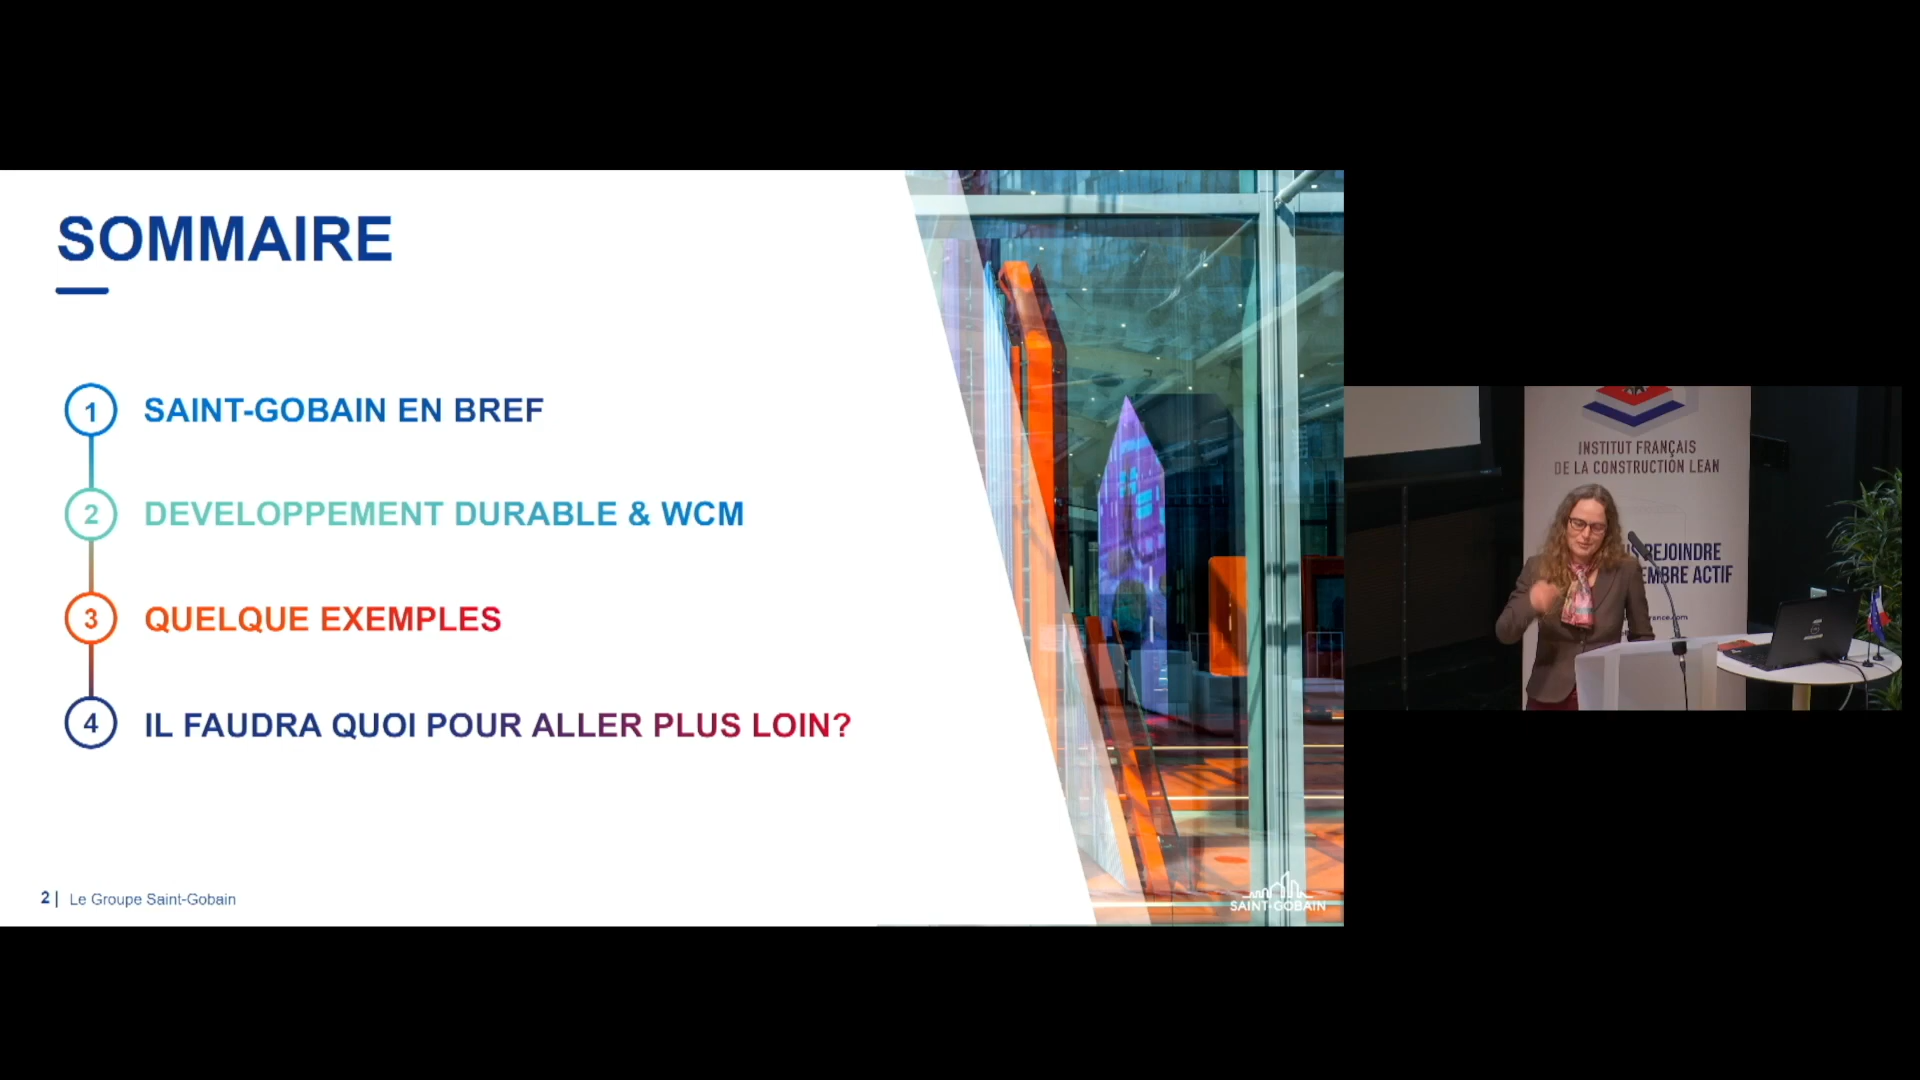 SOMMAIRE
1 SAINT-GOBAIN EN BREF
2 DEVELOPPEMENT DURABLE & WCM
3 QUELQUE EXEMPLES
4 IL FAUDRA QUOI POUR ALLER PLUS LOIN?
2 | Le Groupe Saint-Gobain
SAINT-GOBAIN
INSTITUT FRANÇAIS
DE LA CONSTRUCTION LEAN
REJOINDRE
ACTIF